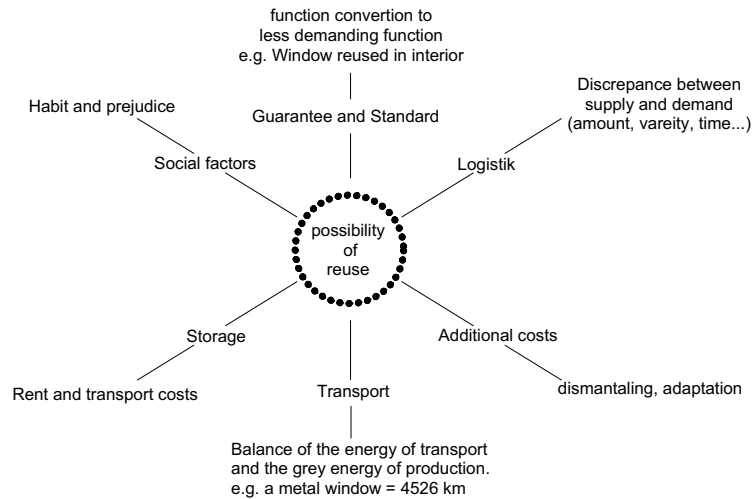 function convertion to
less demanding function
e.g. Window reused in interior
Guarantee and Standard
Habit and prejudice
Social factors
Discrepance between
supply and demand
(amount, vareity, time...)
Logistik
possibility
of
reuse
Storage
Rent and transport costs
Additional costs
dismantaling, adaptation
Transport
Balance of the energy of transport
and the grey energy of production.
e.g. a metal window = 4526 km